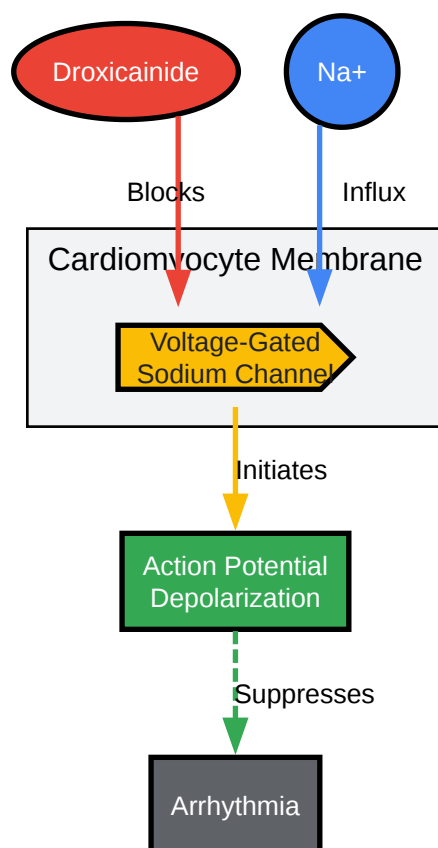 Droxicainide
Na+
Blocks
Influx
Cardiomyocyte Membrane
Voltage-Gated
Sodium Channel
Initiates
Action Potential
Depolarization
Suppresses
Arrhythmia